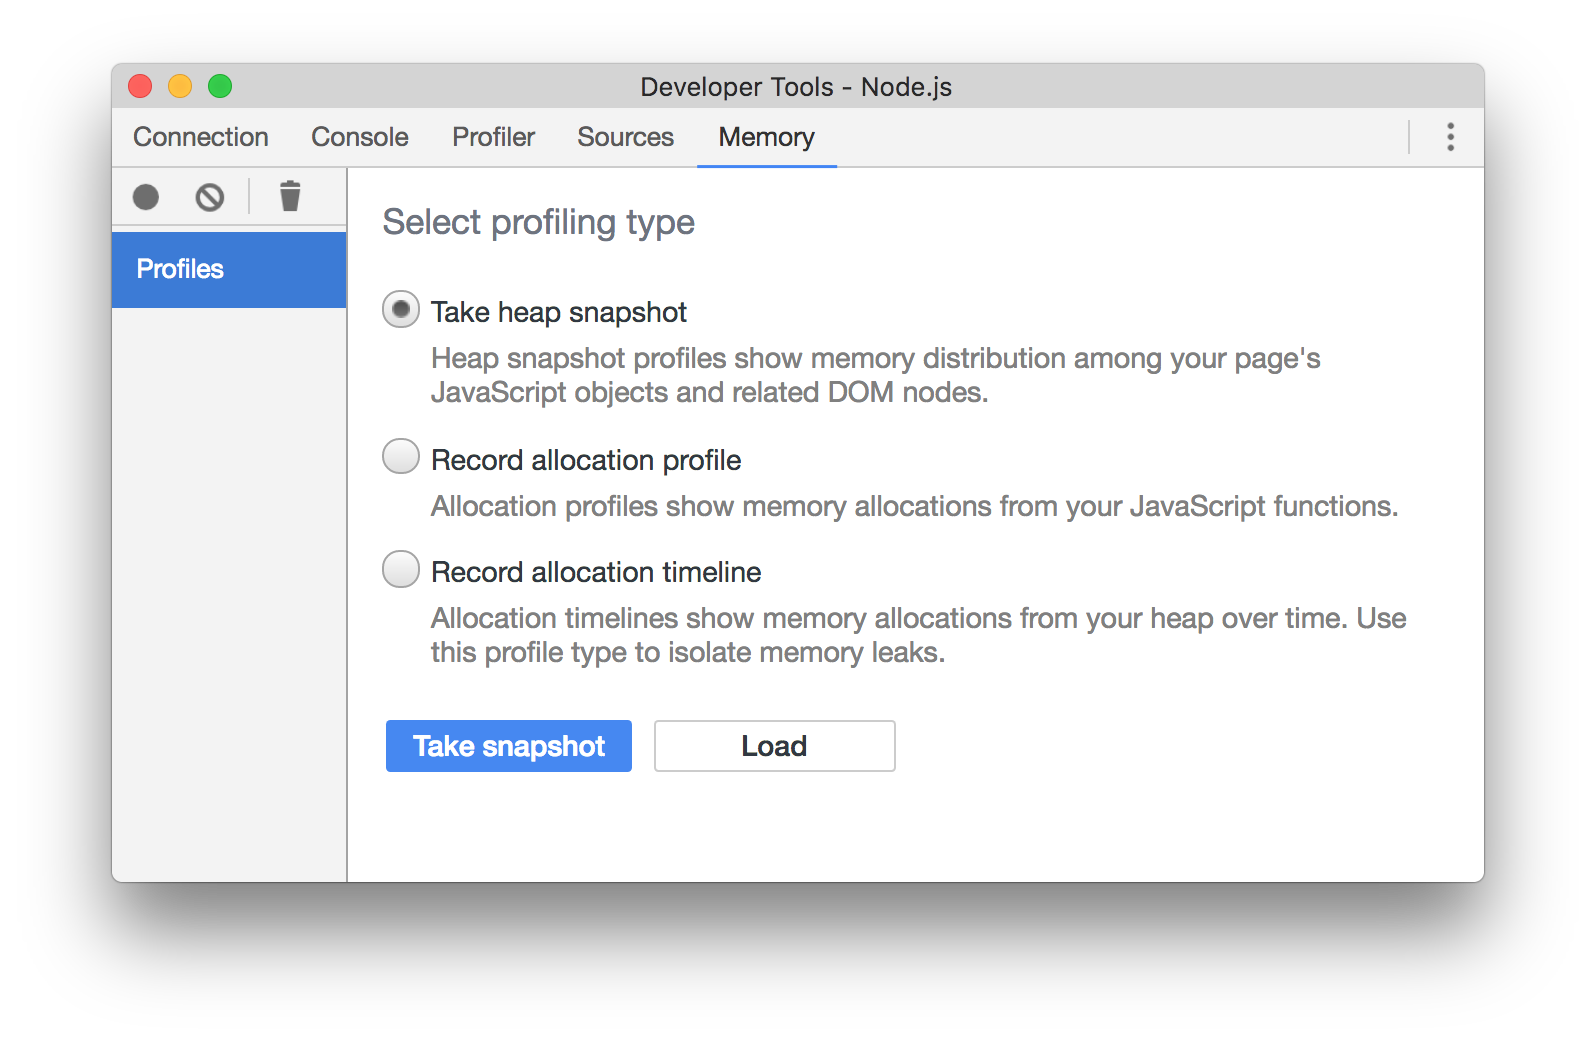 Developer Tools - Node.js
Connection Console Profiler Sources Memory
Profiles
Select profiling type
Take heap snapshot
Heap snapshot profiles show memory distribution among your page's
JavaScript objects and related DOM nodes.
Record allocation profile
Allocation profiles show memory allocations from your JavaScript functions.
Record allocation timeline
Allocation timelines show memory allocations from your heap over time. Use
this profile type to isolate memory leaks.
Take snapshot Load